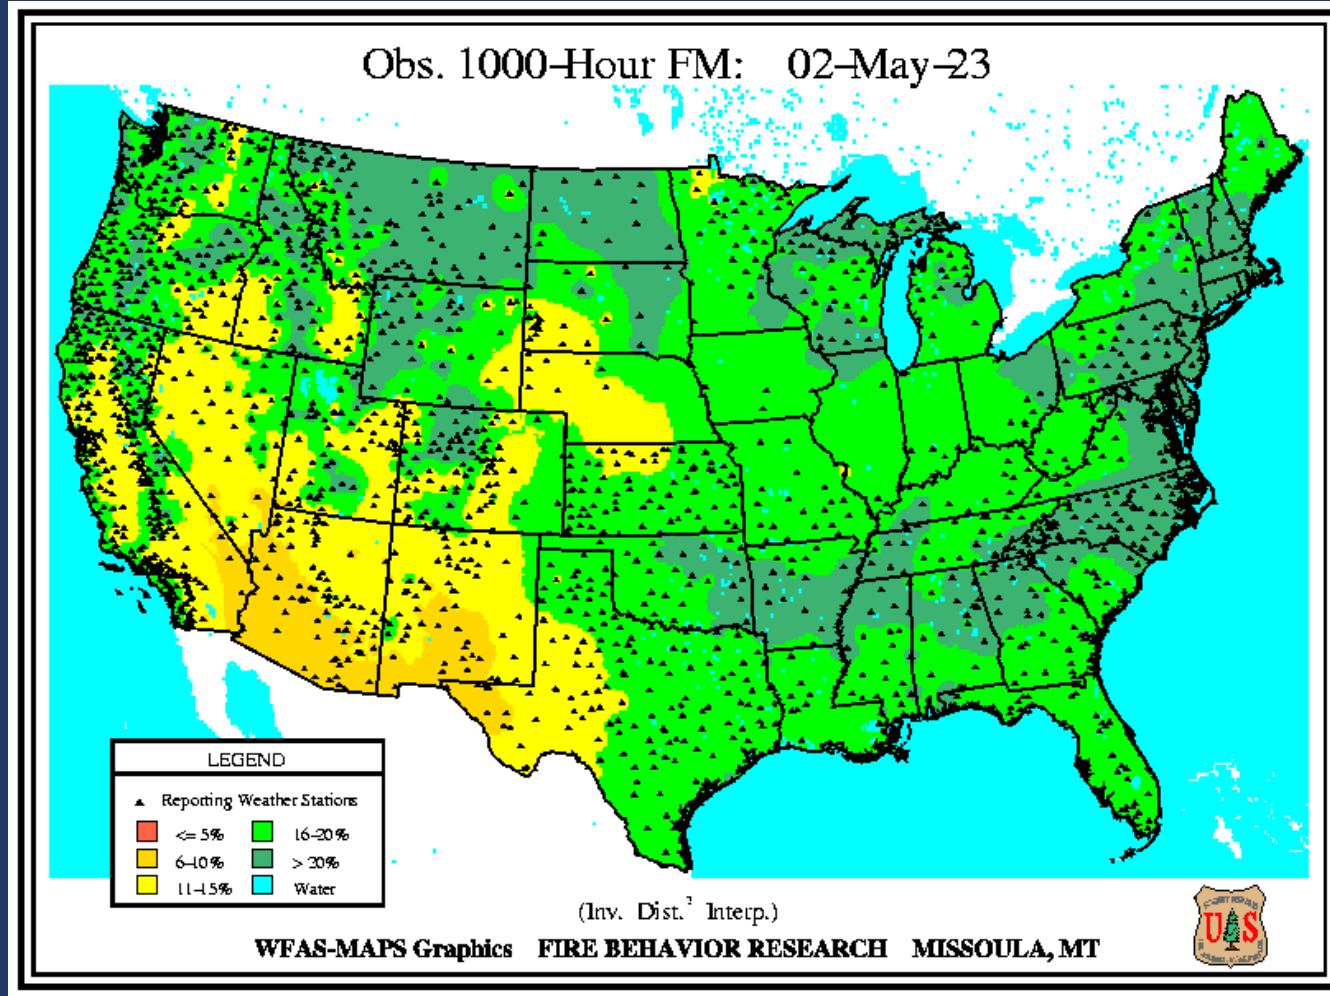 Obs. 1000-Hour FM: 02-May-23
LEGEND
Reporting Weather Stations
<= 5%
16-20%
6-10%
> 20%
11-15%
Water
(Inv. Dist.² Interp.)
WFAS-MAPS Graphics FIRE BEHAVIOR RESEARCH MISSOULA, MT
U S